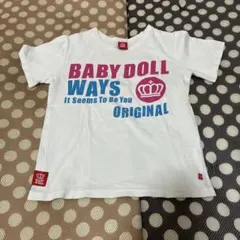 BABY DOLL
WAYS
It Seems To Be You
ORIGINAL